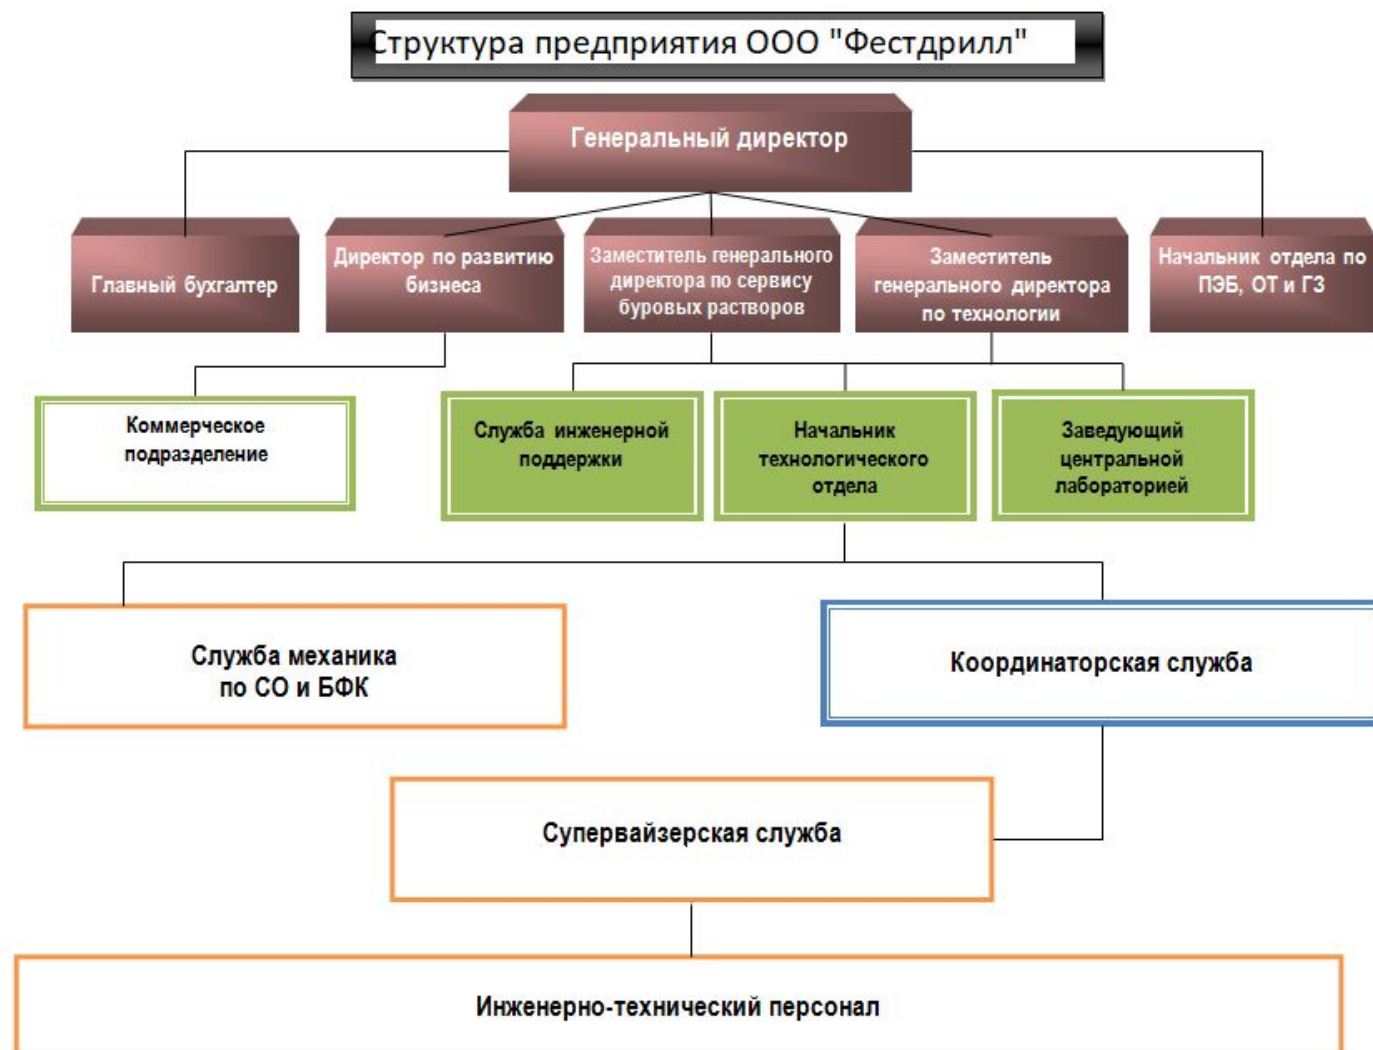 Структура предприятия ООО "Фестдрилл"
Генеральный директор
Главный бухгалтер
Директор по развитию
бизнеса
Заместитель генерального
директора по сервису
буровых растворов
Заместитель
генерального директора
по технологии
Начальник отдела по
ПЭБ, ОТ и ГЗ
Коммерческое
подразделение
Служба инженерной
поддержки
Начальник
технологического
отдела
Заведующий
центральной
лабораторией
Служба механика
по СО и БФК
Координаторская служба
Супервайзерская служба
Инженерно-технический персонал